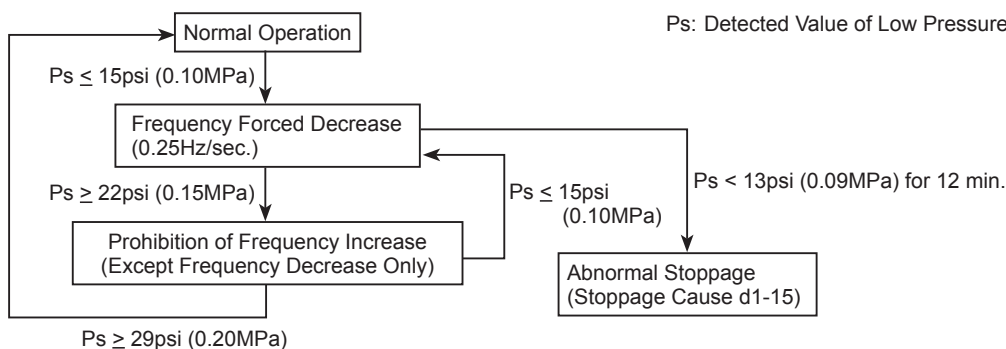 Normal Operation
Ps: Detected Value of Low Pressure
Ps ≤ 15psi (0.10MPa)
Frequency Forced Decrease
(0.25Hz/sec.)
Ps ≥ 22psi (0.15MPa)
Ps ≤ 15psi
(0.10MPa)
Ps < 13psi (0.09MPa) for 12 min.
Prohibition of Frequency Increase
(Except Frequency Decrease Only)
Abnormal Stoppage
(Stoppage Cause d1-15)
Ps ≥ 29psi (0.20MPa)